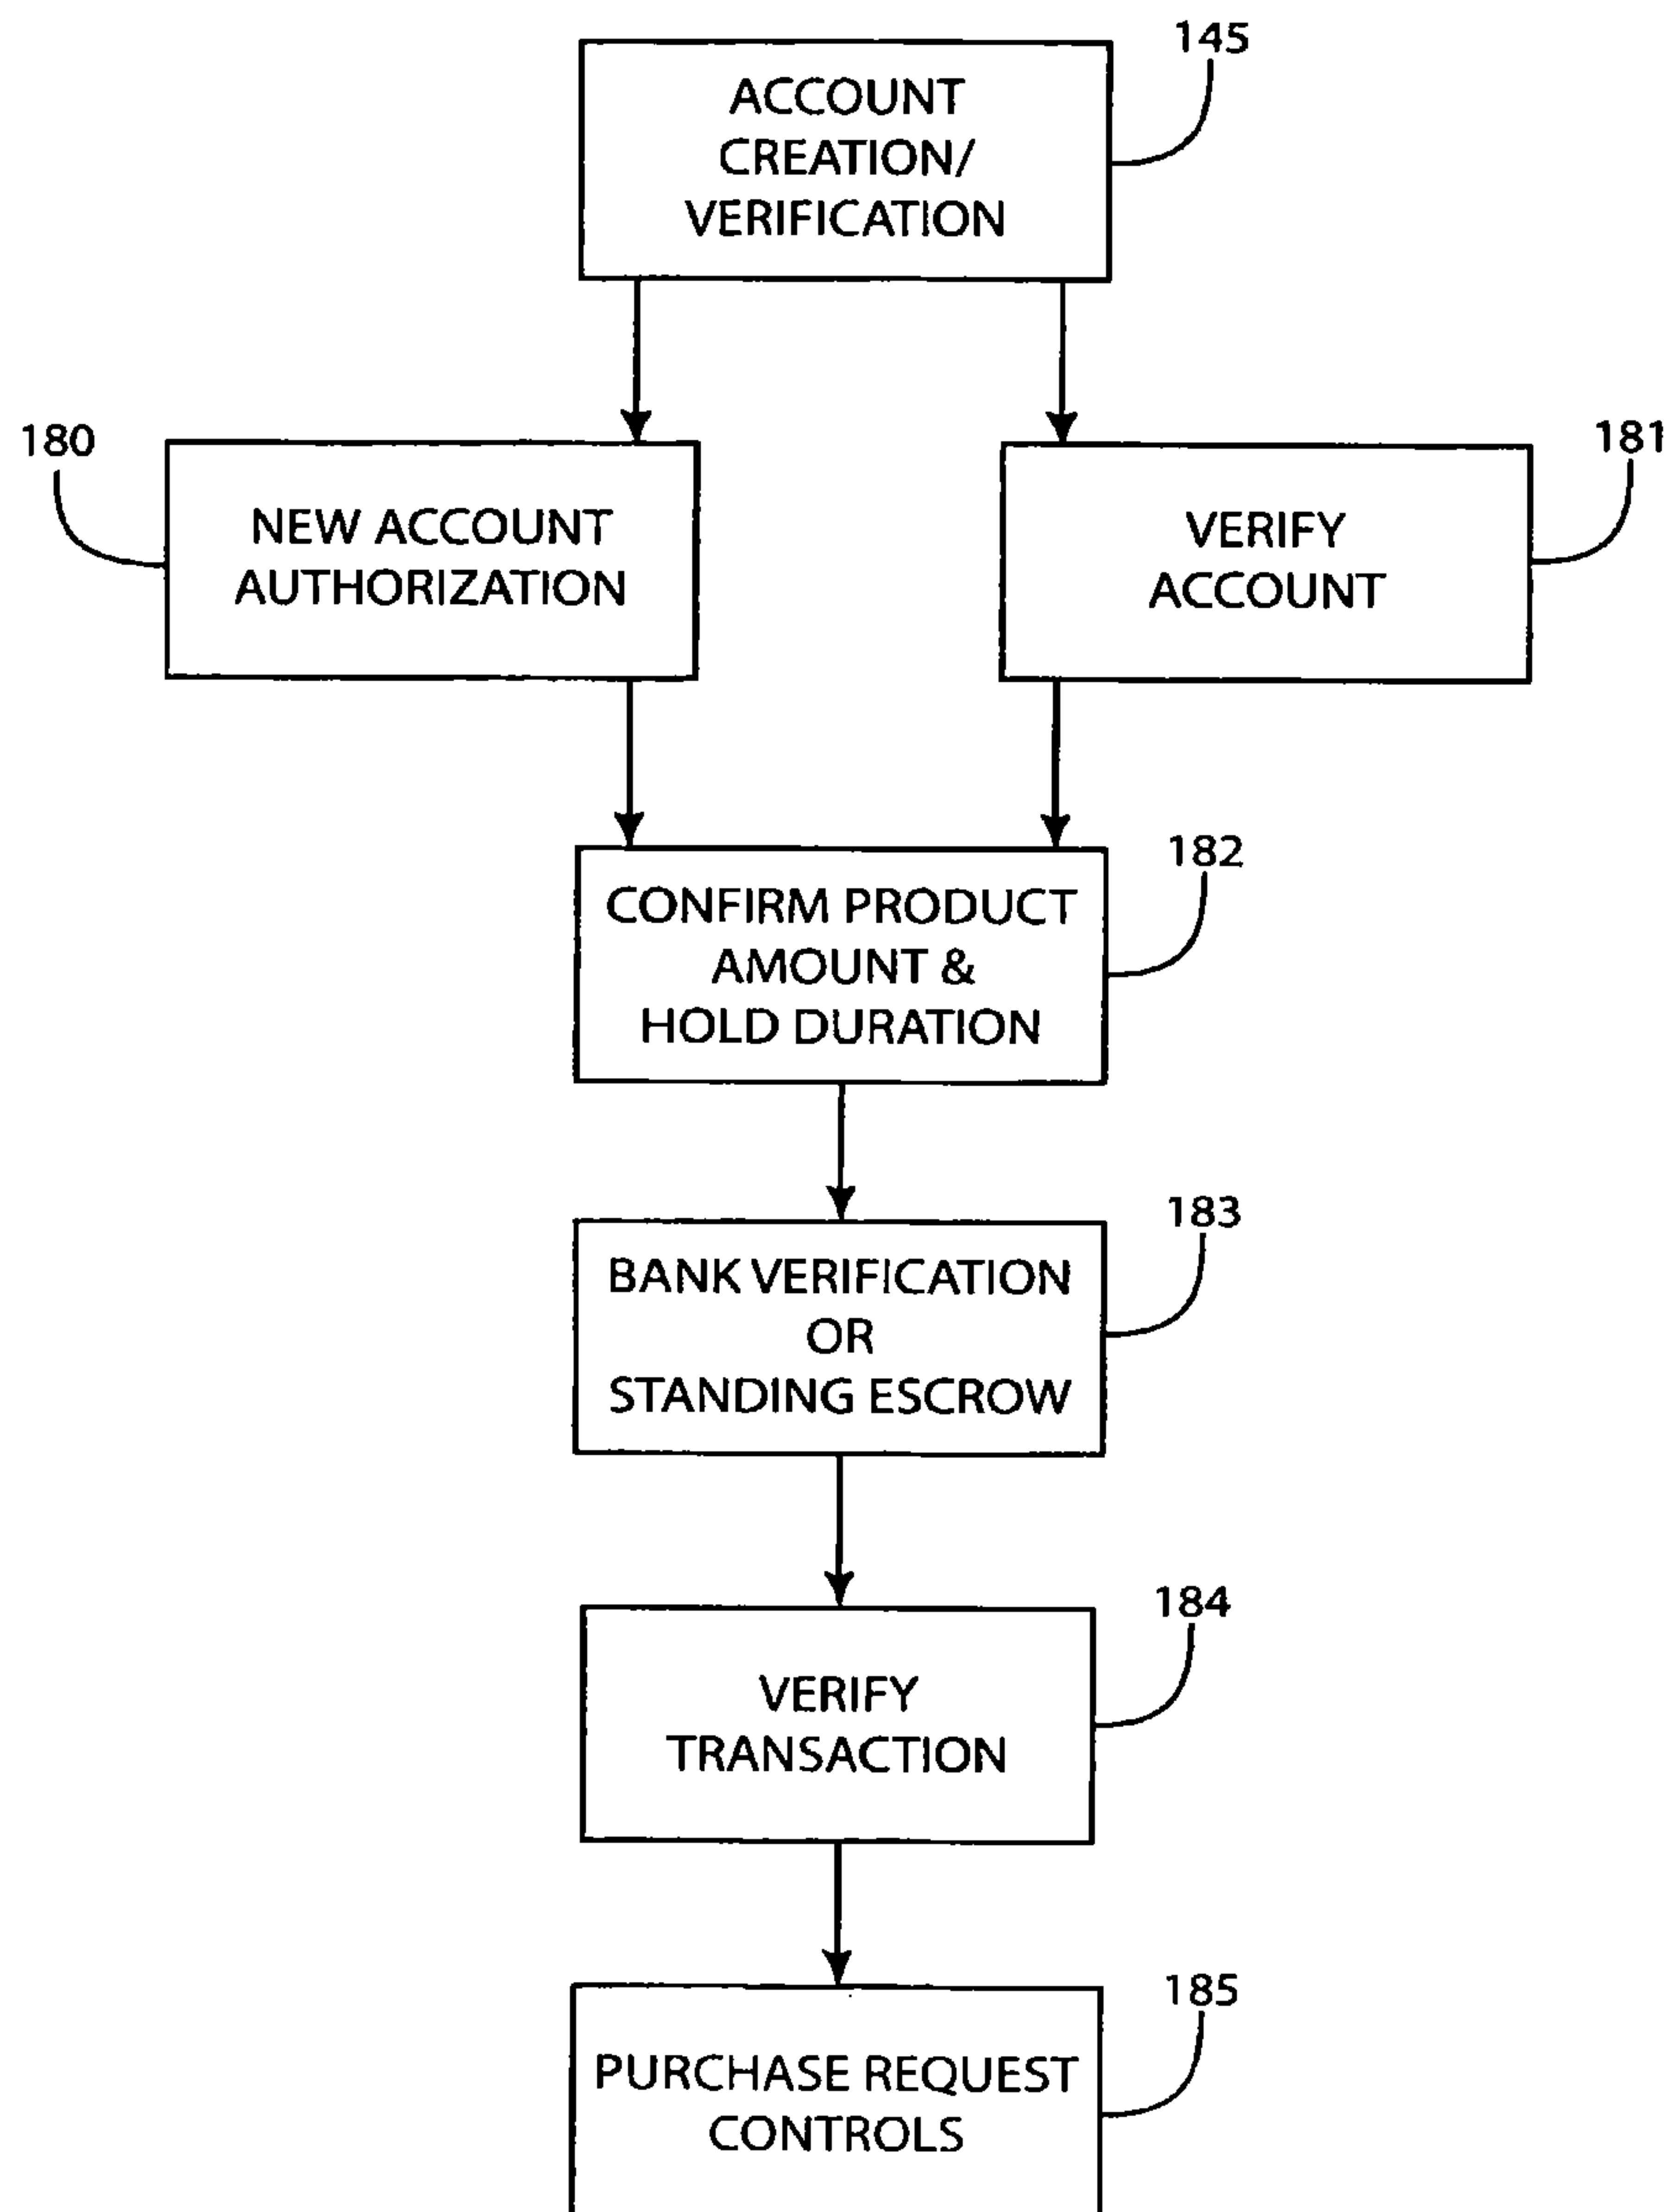 145
ACCOUNT
CREATION/
VERIFICATION
180
NEW ACCOUNT
AUTHORIZATION
181
VERIFY
ACCOUNT
182
CONFIRM PRODUCT
AMOUNT &
HOLD DURATION
183
BANK VERIFICATION
OR
STANDING ESCROW
184
VERIFY
TRANSACTION
185
PURCHASE REQUEST
CONTROLS